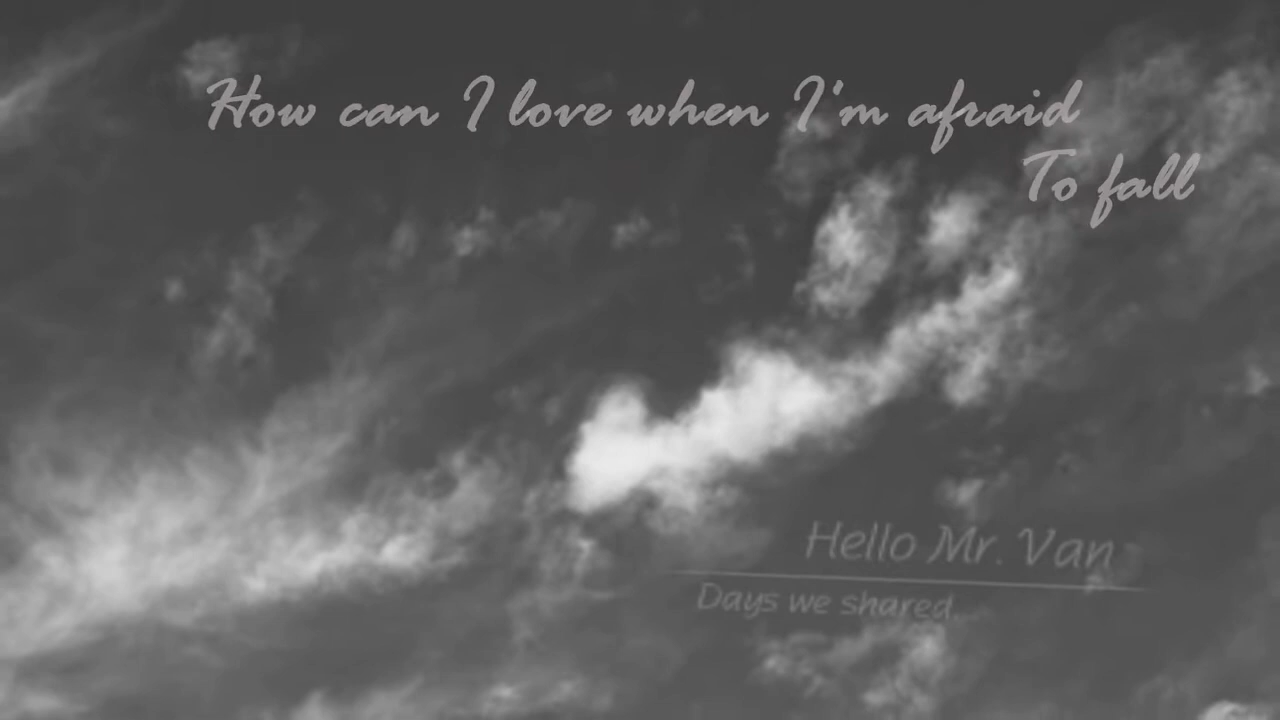 How can I love when I'm afraid
To fall
Hello Mr. Van
Days we shared...